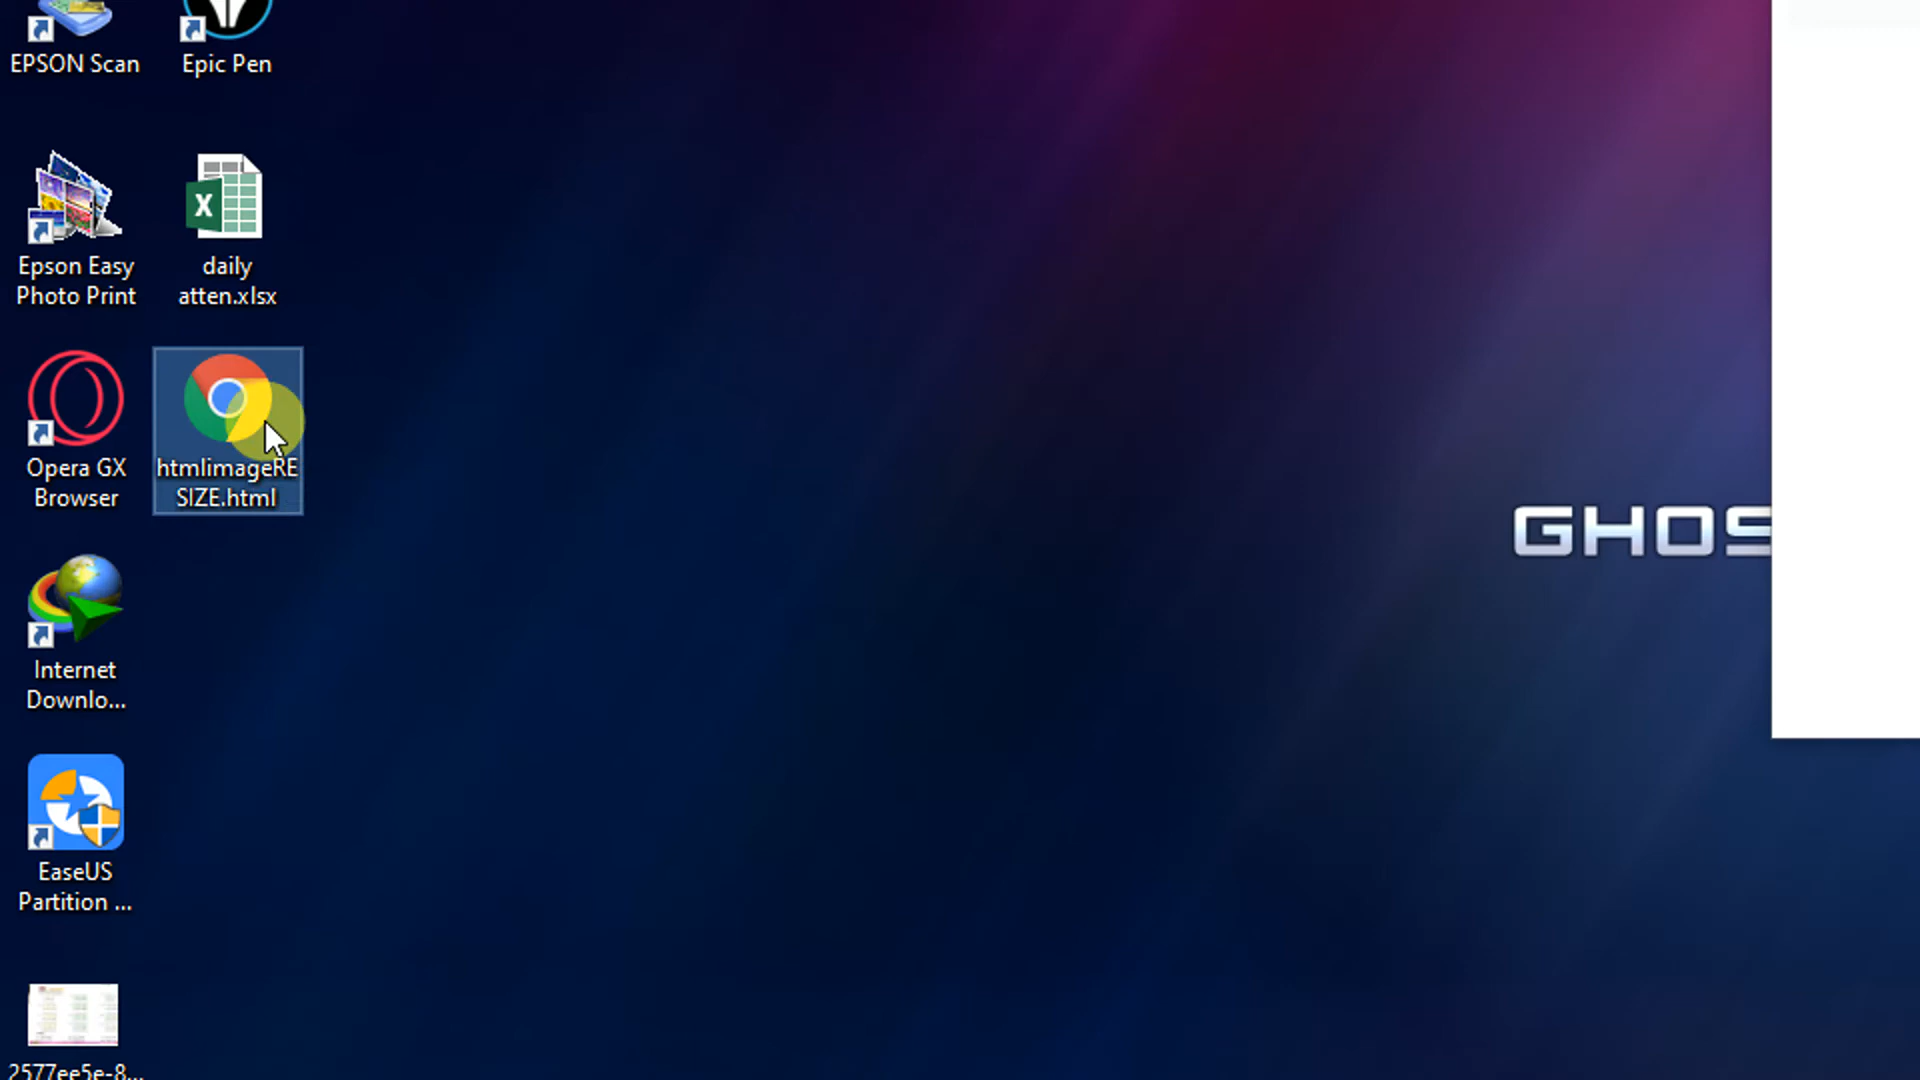 EPSON Scan
Epic Pen
Epson Easy
Photo Print
daily
atten.xlsx
X
Opera GX
Browser
htmlimageRE
SIZE.html
GHOS
Internet
Downlo...
EaseUS
Partition ...
2577ee5e-8...